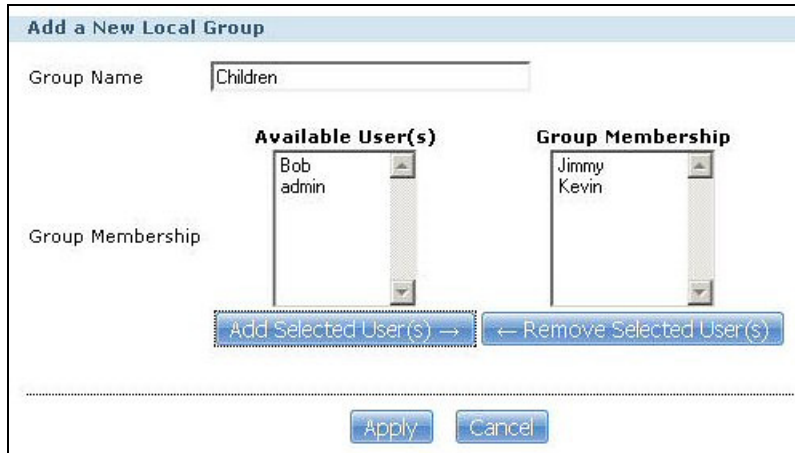 Add a New Local Group
Group Name Children
Available User(s) Group Membership
Bob Jimmy
admin Kevin
Group Membership
Add Selected User(s) → ← Remove Selected User(s)
Apply Cancel